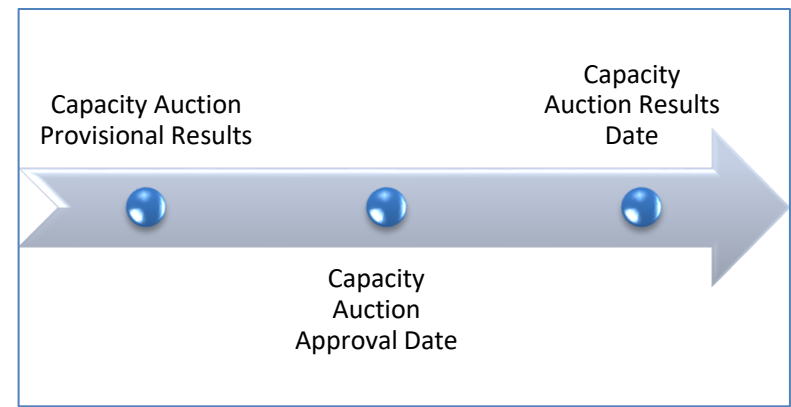 Capacity Auction
Provisional Results
Capacity
Auction Results
Date
Capacity
Auction
Approval Date